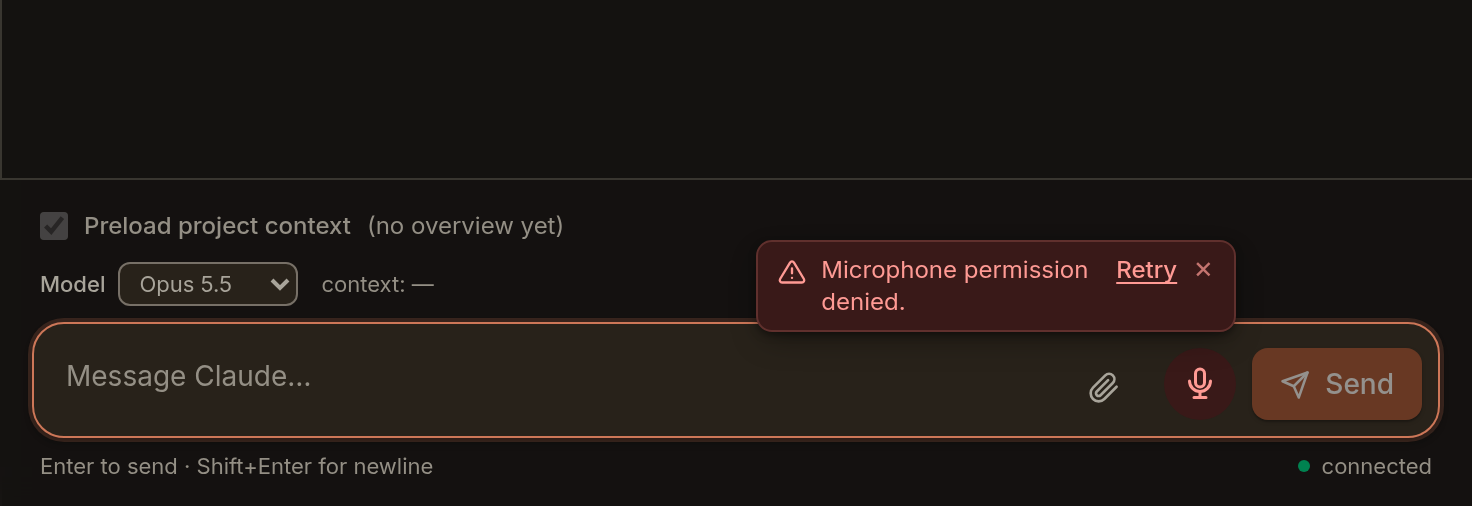 Preload project context (no overview yet)
Model Opus 5.5 context: —
Microphone permission denied. Retry ×
Message Claude...
Send
Enter to send · Shift+Enter for newline
connected